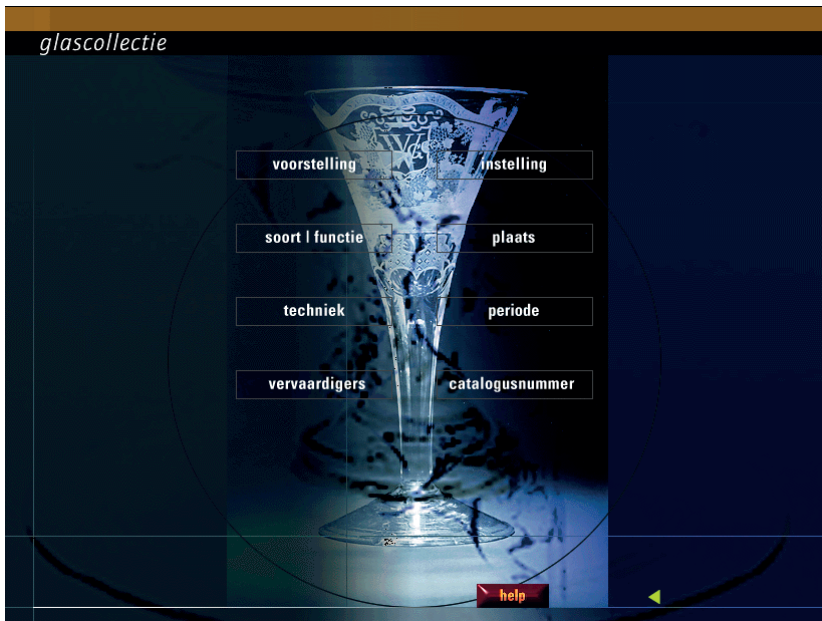 glascollectie
voorstelling
instelling
soort | functie
plaats
techniek
periode
vervaardigers
catalogusnummer
help